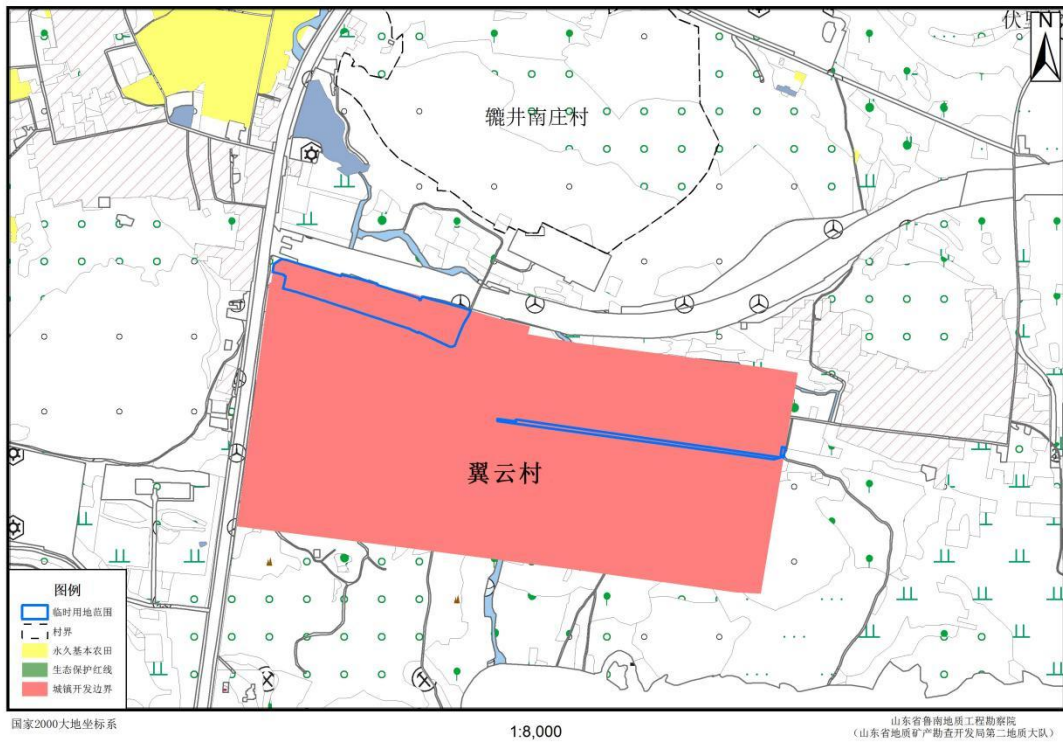 伏里
N
辘井南庄村
翼云村
图例
临时用地范围
村界
永久基本农田
生态保护红线
城镇开发边界
国家2000大地坐标系
1:8,000
山东省鲁南地质工程勘察院
（山东省地质矿产勘查开发局第二地质大队）